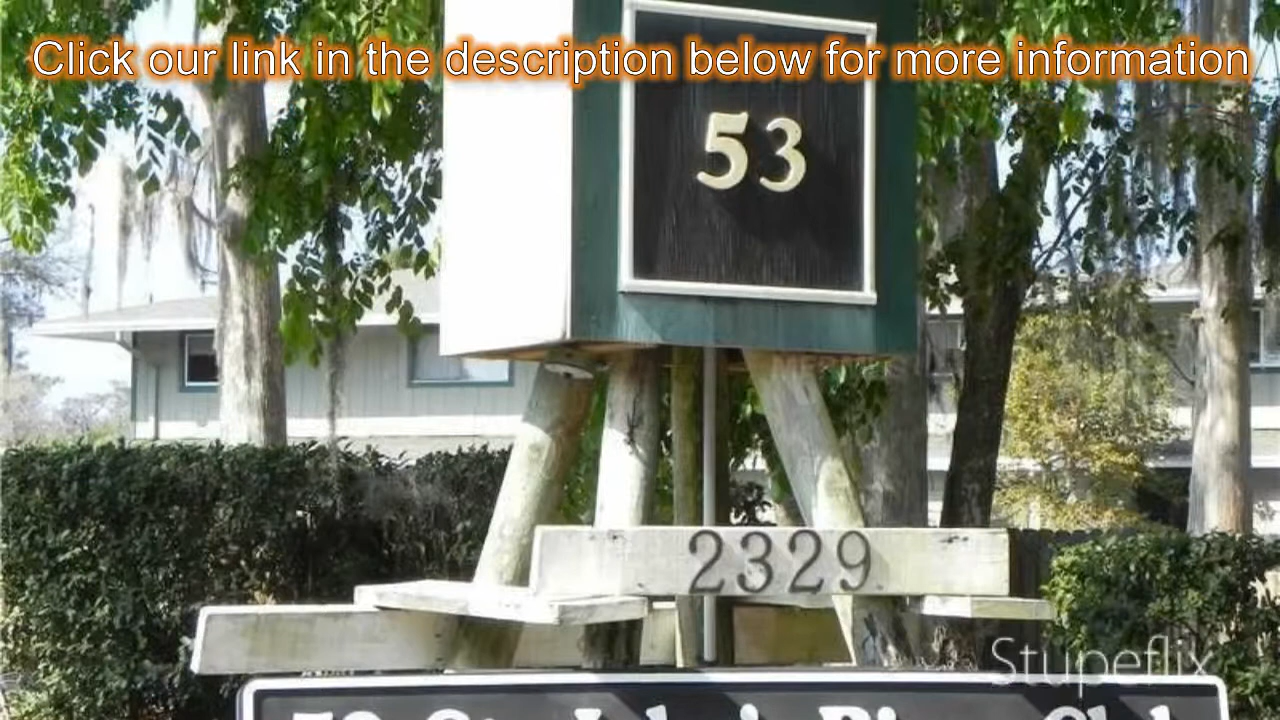 Click our link in the description below for more information
53
2329
Stupeflix